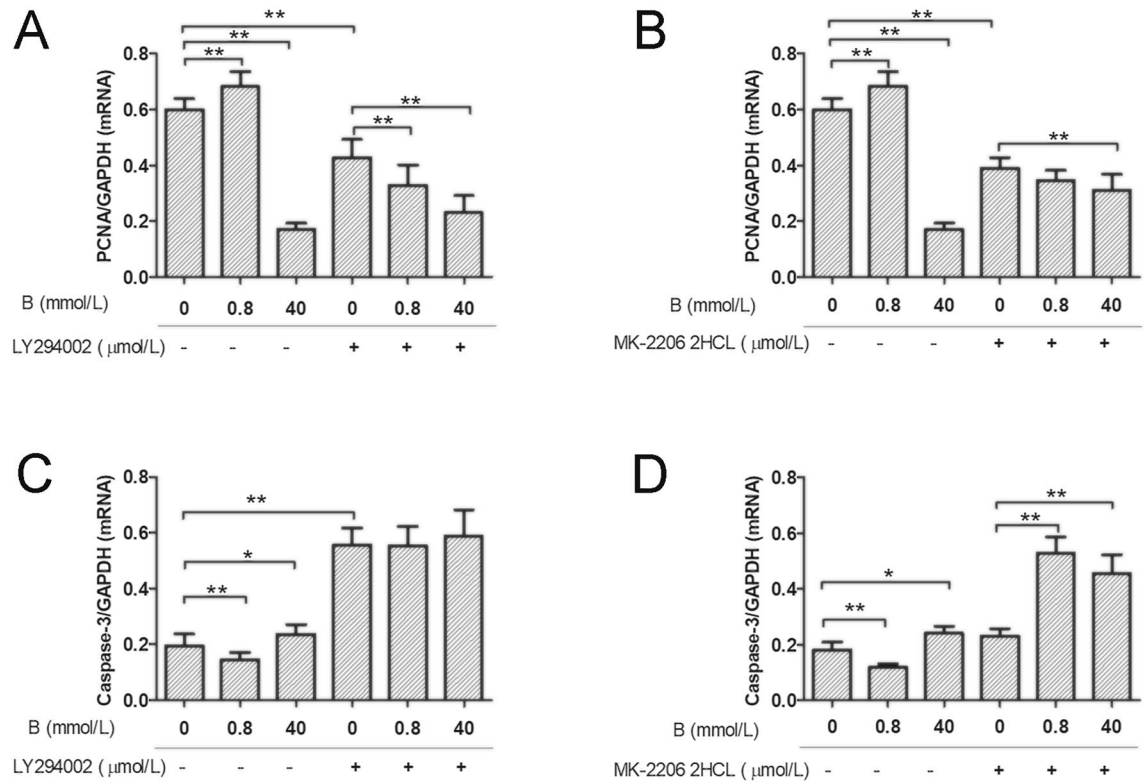 A
PCNA/GAPDH (mRNA)
0.8
0.6
0.4
0.2
0.0
**
**
**
**
**
B (mmol/L) 0 0.8 40 0 0.8 40
LY294002 ( μmol/L) - - - + + +
B
PCNA/GAPDH (mRNA)
0.8
0.6
0.4
0.2
0.0
**
**
**
**
B (mmol/L) 0 0.8 40 0 0.8 40
MK-2206 2HCL ( μmol/L) - - - + + +
C
Caspase-3/GAPDH (mRNA)
0.8
0.6
0.4
0.2
0.0
**
*
**
B (mmol/L) 0 0.8 40 0 0.8 40
LY294002 ( μmol/L) - - - + + +
D
Caspase-3/GAPDH (mRNA)
0.8
0.6
0.4
0.2
0.0
**
**
*
**
B (mmol/L) 0 0.8 40 0 0.8 40
MK-2206 2HCL ( μmol/L) - - - + + +